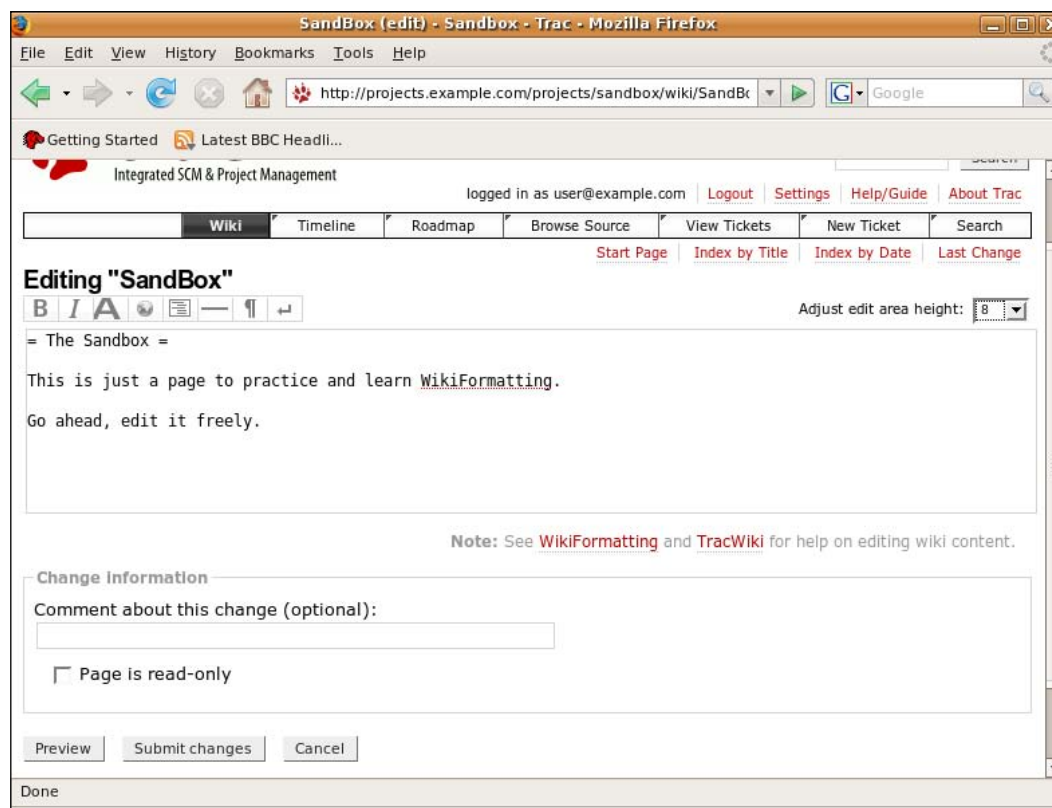 SandBox (edit) - Sandbox - Trac - Mozilla Firefox
File Edit View History Bookmarks Tools Help
http://projects.example.com/projects/sandbox/wiki/SandBo G Google
Getting Started Latest BBC Headli...
Integrated SCM & Project Management Search
logged in as user@example.com Logout Settings Help/Guide About Trac
Wiki Timeline Roadmap Browse Source View Tickets New Ticket Search
Start Page Index by Title Index by Date Last Change
Editing "SandBox"
B I A ¶ Adjust edit area height: 8
= The Sandbox =
This is just a page to practice and learn WikiFormatting.
Go ahead, edit it freely.
Note: See WikiFormatting and TracWiki for help on editing wiki content.
Change information
Comment about this change (optional):
Page is read-only
Preview Submit changes Cancel
Done